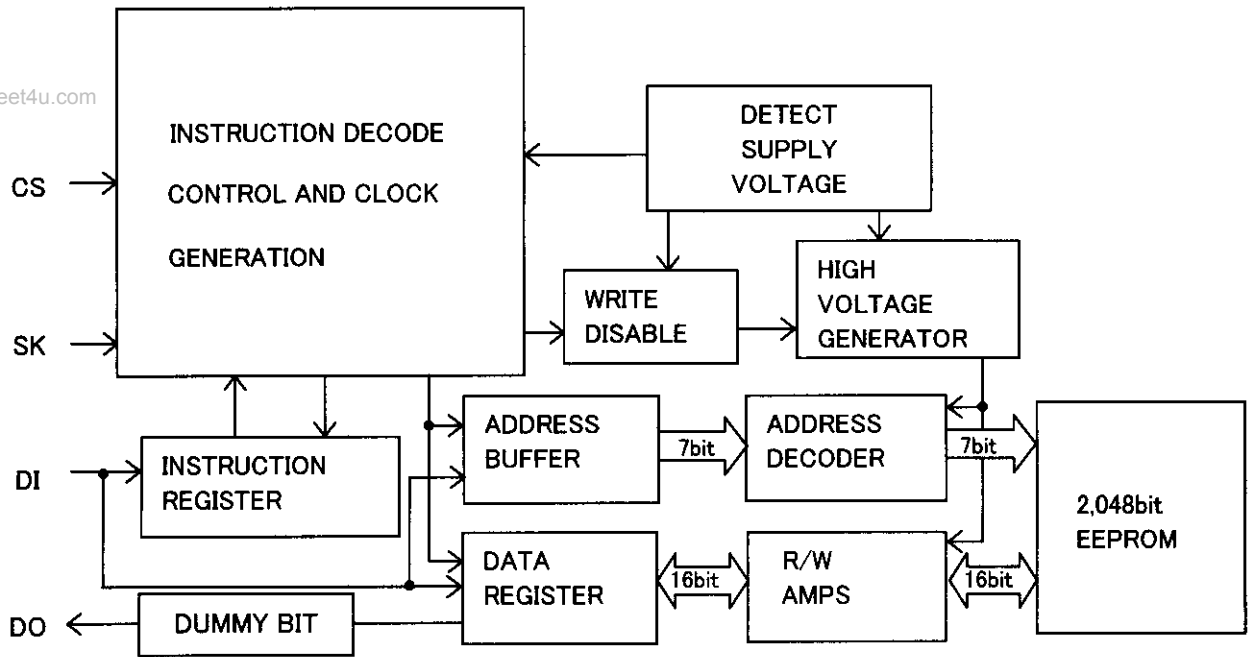 eet4u.com
INSTRUCTION DECODE
CONTROL AND CLOCK
GENERATION
DETECT
SUPPLY
VOLTAGE
CS
SK
WRITE
DISABLE
HIGH
VOLTAGE
GENERATOR
DI
INSTRUCTION
REGISTER
ADDRESS
BUFFER
7bit
ADDRESS
DECODER
7bit
2,048bit
EEPROM
DATA
REGISTER
16bit
R/W
AMPS
16bit
DO
DUMMY BIT